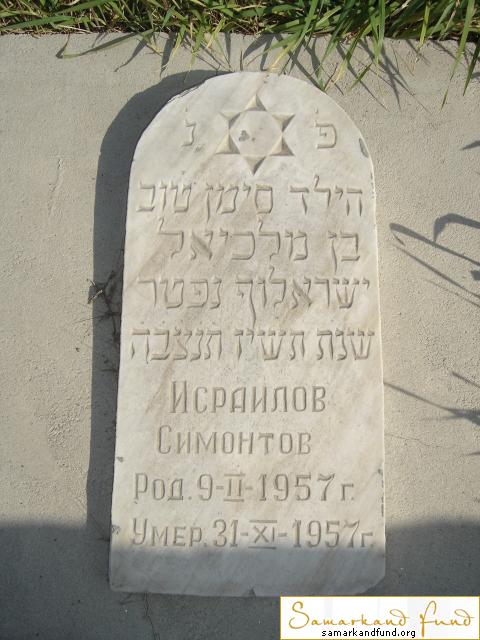 פ נ
הילד סימן טוב
בן מלכיאל
ישראלוף נפטר
שנת תשיז תנצבה
Исраилов
Симонтов
Род. 9-II-1957 г.
Умер. 31-XI-1957 г.
Samarkand Fund
samarkandfund.org